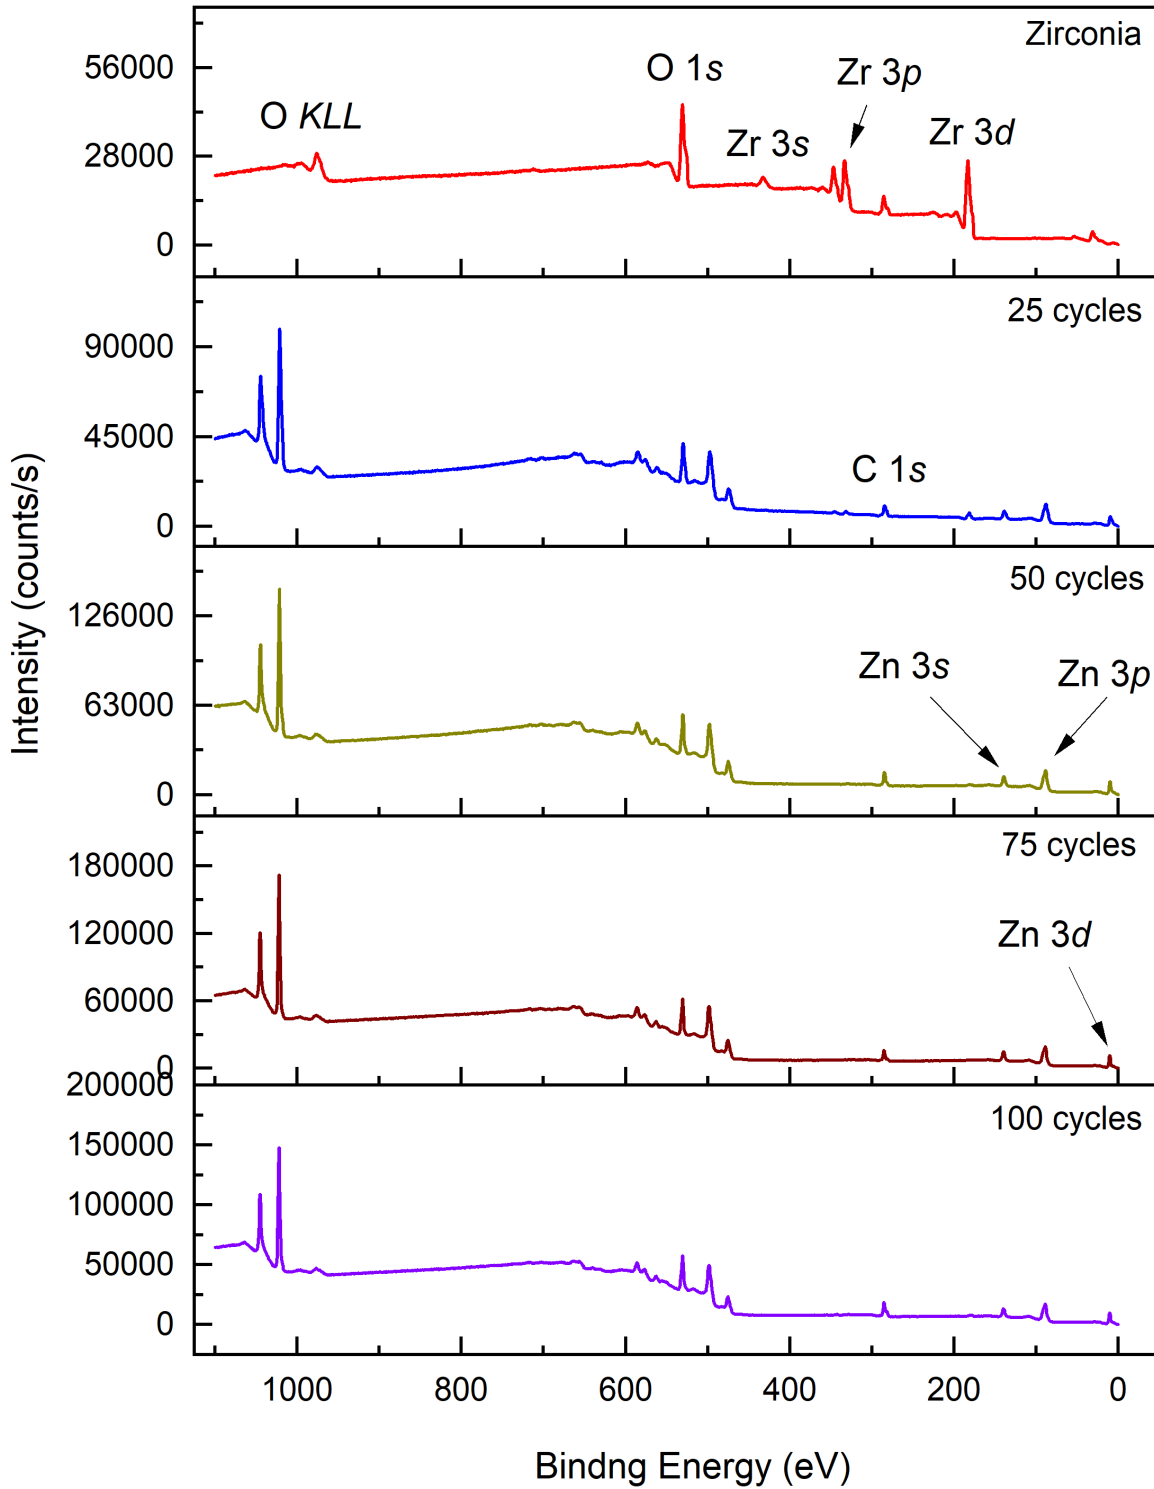 Zirconia
56000
28000
0
O KLL
O 1s
Zr 3s
Zr 3p
Zr 3d
25 cycles
90000
45000
0
C 1s
50 cycles
126000
63000
0
Zn 3s
Zn 3p
75 cycles
180000
120000
60000
0
Zn 3d
100 cycles
200000
150000
100000
50000
0
Intensity (counts/s)
1000
800
600
400
200
0
Bindng Energy (eV)